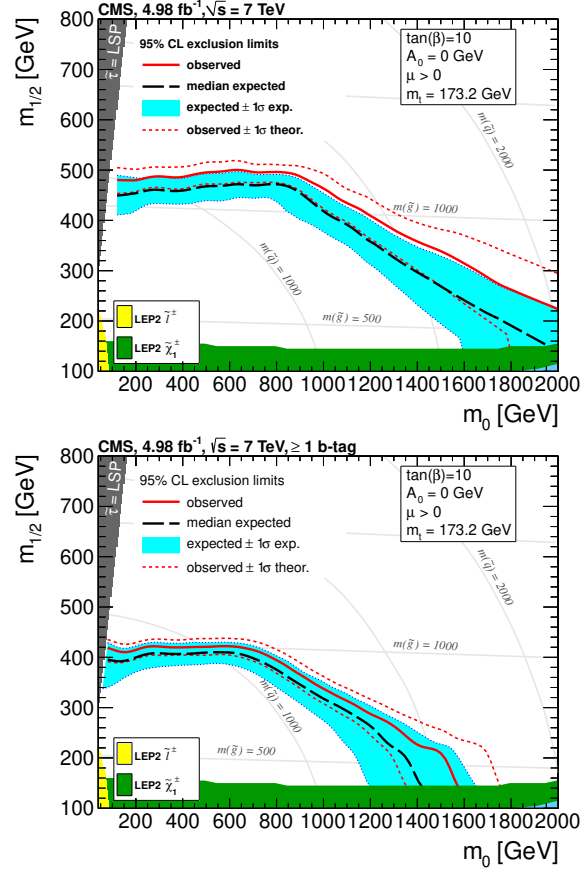 CMS, 4.98 fb⁻¹, √s = 7 TeV
m₁/₂ [GeV]
800
700
600
500
400
300
200
100
τ̃ = LSP
95% CL exclusion limits
observed
median expected
expected ± 1σ exp.
observed ± 1σ theor.
tan(β)=10
A₀ = 0 GeV
μ > 0
mₜ = 173.2 GeV
m(q̃) = 2000
m(g̃) = 1000
m(q̃) = 1000
m(g̃) = 500
LEP2 l̃±
LEP2 χ̃₁±
200 400 600 800 1000 1200 1400 1600 1800 2000
m₀ [GeV]
CMS, 4.98 fb⁻¹, √s = 7 TeV, ≥ 1 b-tag
m₁/₂ [GeV]
800
700
600
500
400
300
200
100
τ̃ = LSP
95% CL exclusion limits
observed
median expected
expected ± 1σ exp.
observed ± 1σ theor.
tan(β)=10
A₀ = 0 GeV
μ > 0
mₜ = 173.2 GeV
m(q̃) = 2000
m(g̃) = 1000
m(q̃) = 1000
m(g̃) = 500
LEP2 l̃±
LEP2 χ̃₁±
200 400 600 800 1000 1200 1400 1600 1800 2000
m₀ [GeV]